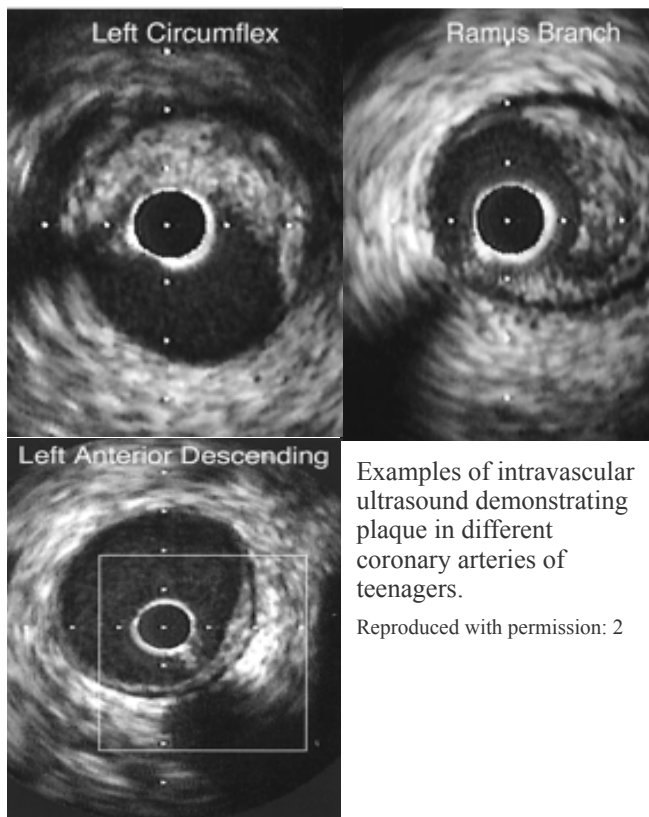 Left Circumflex
Ramus Branch
Left Anterior Descending
Examples of intravascular
ultrasound demonstrating
plaque in different
coronary arteries of
teenagers.
Reproduced with permission: 2